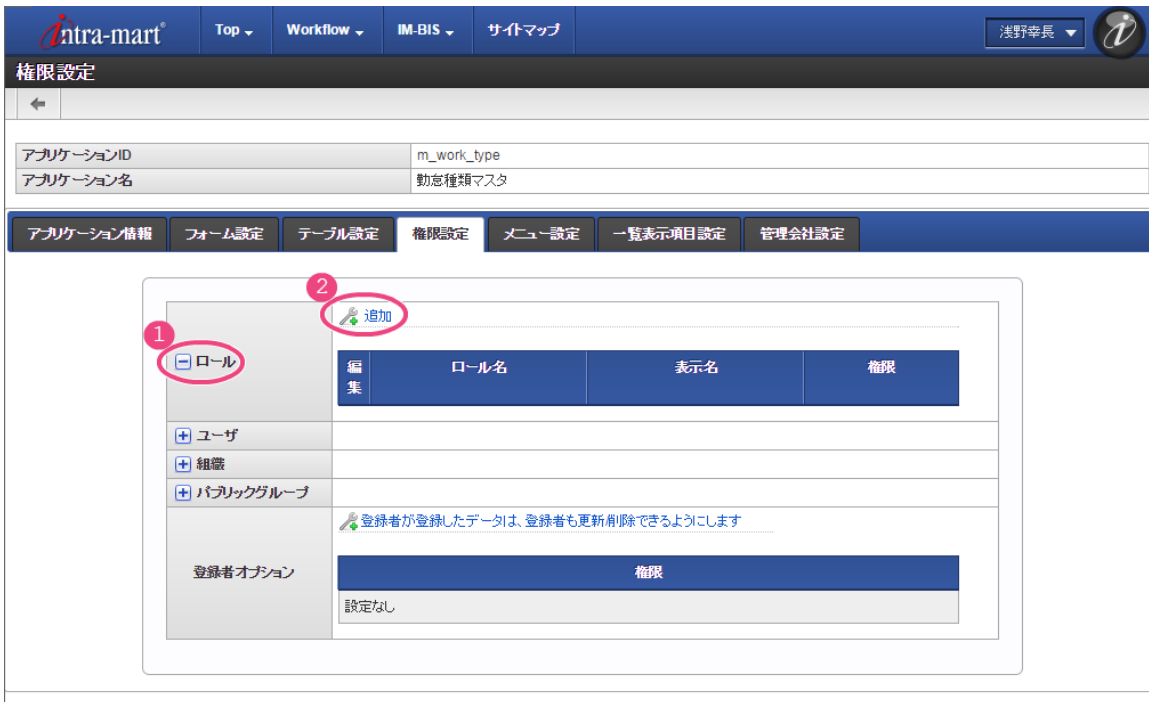 intra-mart® Top Workflow IM-BIS サイトマップ 浅野幸長
権限設定
アプリケーションID m_work_type
アプリケーション名 勤怠種類マスタ
アプリケーション情報 フォーム設定 テーブル設定 権限設定 メニュー設定 一覧表示項目設定 管理会社設定
2
追加
1
ロール
編集 ロール名 表示名 権限
ユーザ
組織
パブリックグループ
登録者が登録したデータは、登録者も更新削除できるようにします
登録者オプション
権限
設定なし